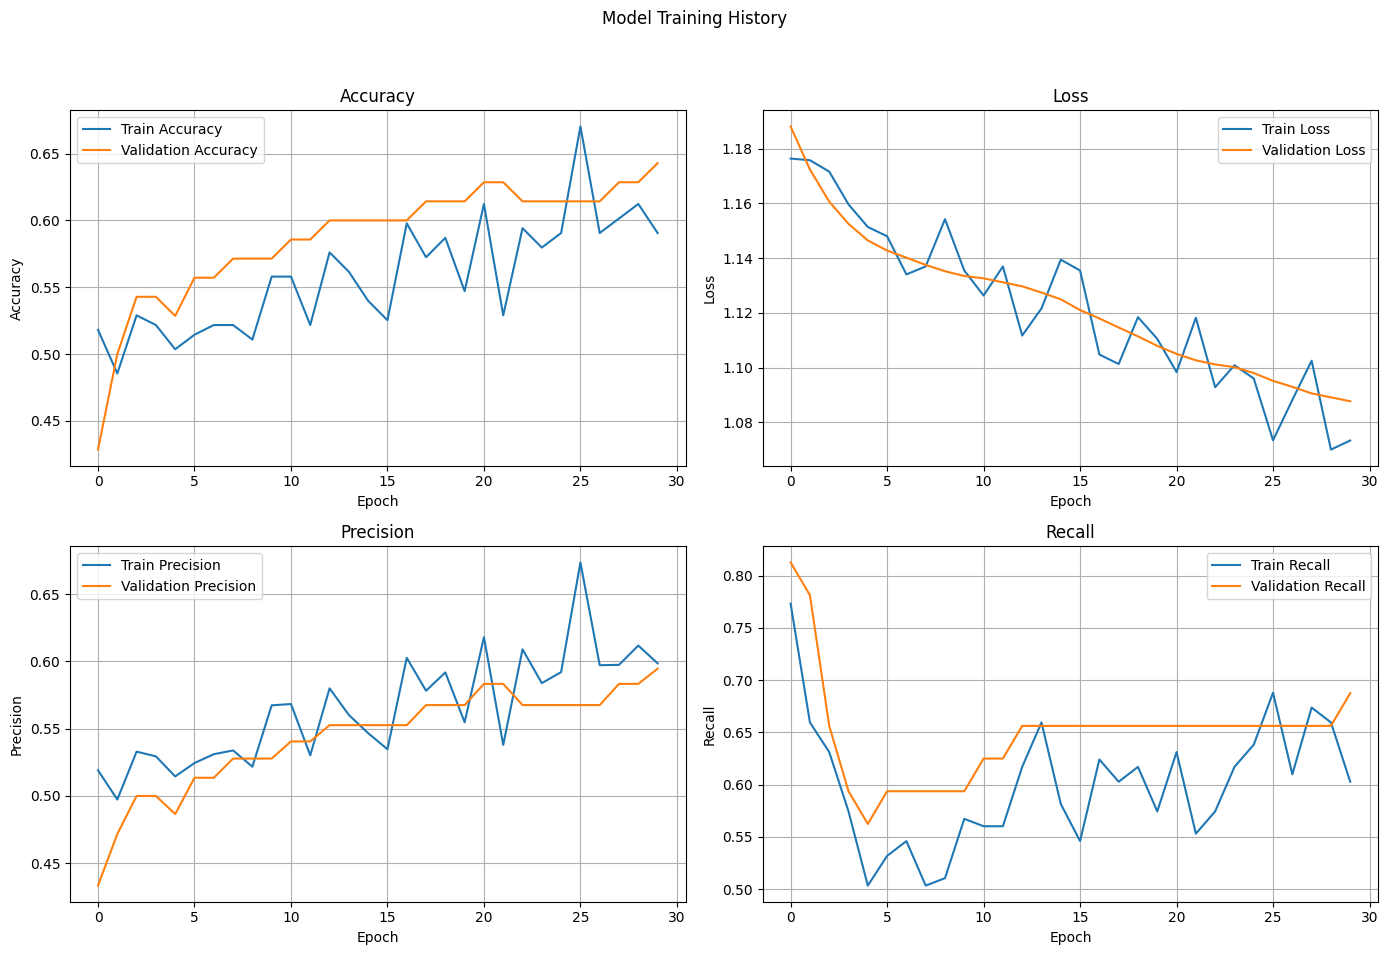 Model Training History
Accuracy
Train Accuracy
Validation Accuracy
0.65
0.60
0.55
0.50
0.45
Accuracy
0 5 10 15 20 25 30
Epoch
Loss
Train Loss
Validation Loss
1.18
1.16
1.14
1.12
1.10
1.08
Loss
0 5 10 15 20 25 30
Epoch
Precision
Train Precision
Validation Precision
0.65
0.60
0.55
0.50
0.45
Precision
0 5 10 15 20 25 30
Epoch
Recall
Train Recall
Validation Recall
0.80
0.75
0.70
0.65
0.60
0.55
0.50
Recall
0 5 10 15 20 25 30
Epoch